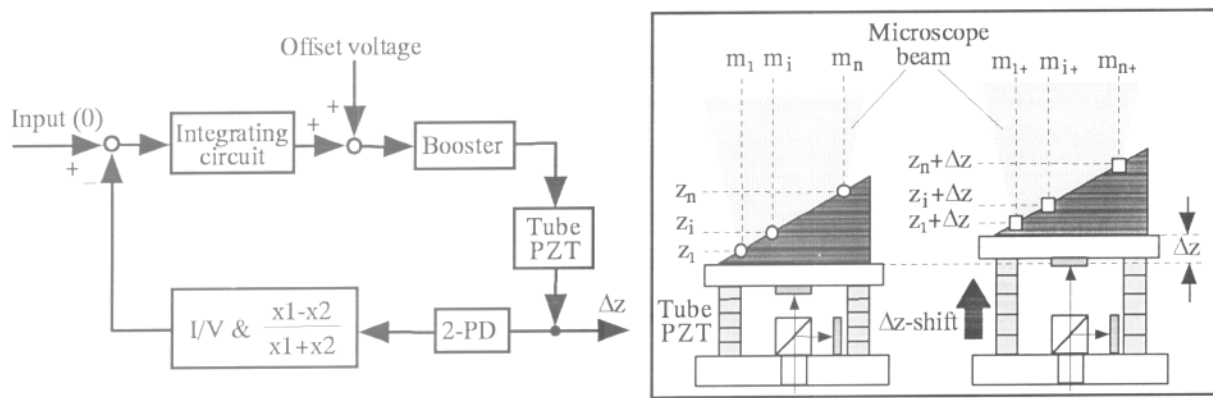 Offset voltage
Input (0)
+
−
Integrating
circuit
+
+
Booster
Tube
PZT
Δz
2-PD
I/V & x1-x2
x1+x2
Microscope
beam
m1 mi mn
m1+ mi+ mn+
zn
zi
z1
zn+Δz
zi+Δz
z1+Δz
Δz
Tube
PZT
Δz-shift